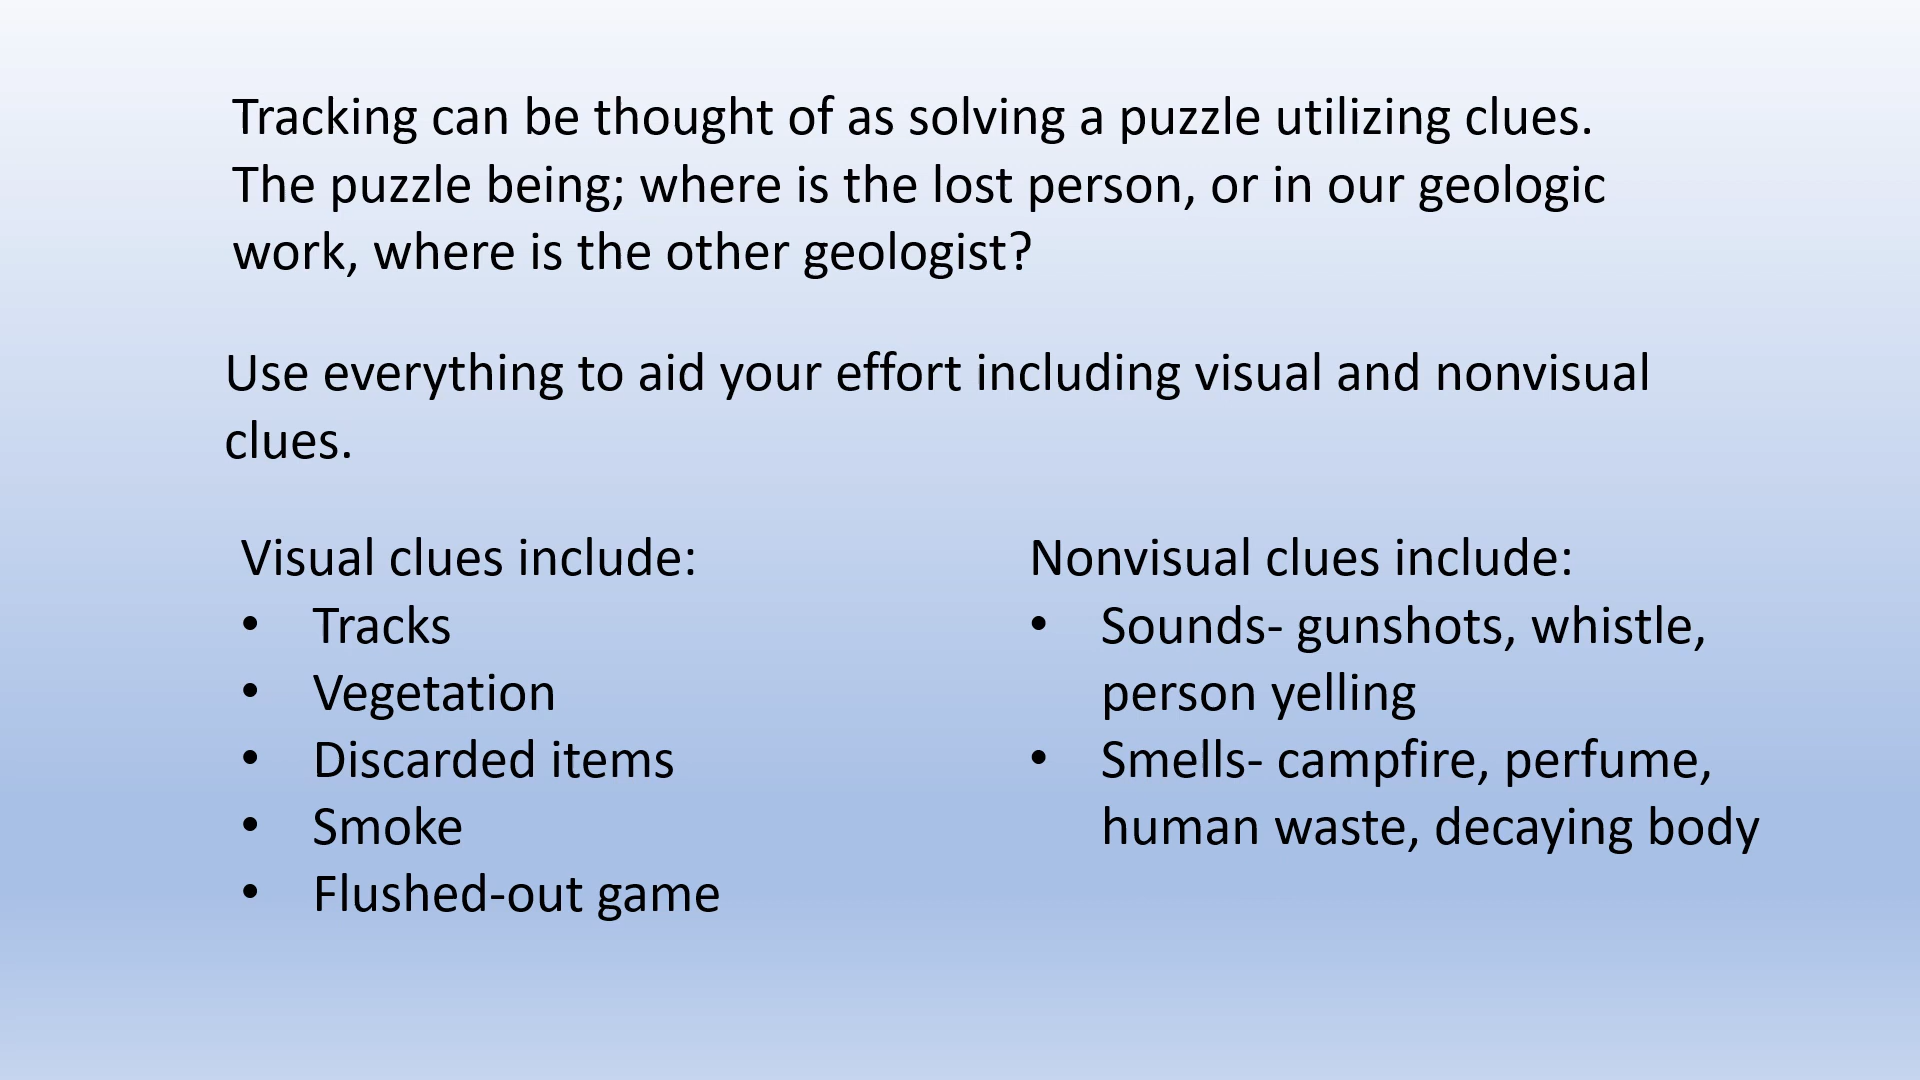 Tracking can be thought of as solving a puzzle utilizing clues.
The puzzle being; where is the lost person, or in our geologic
work, where is the other geologist?
Use everything to aid your effort including visual and nonvisual
clues.
Visual clues include:
• Tracks
• Vegetation
• Discarded items
• Smoke
• Flushed-out game
Nonvisual clues include:
• Sounds- gunshots, whistle,
person yelling
• Smells- campfire, perfume,
human waste, decaying body